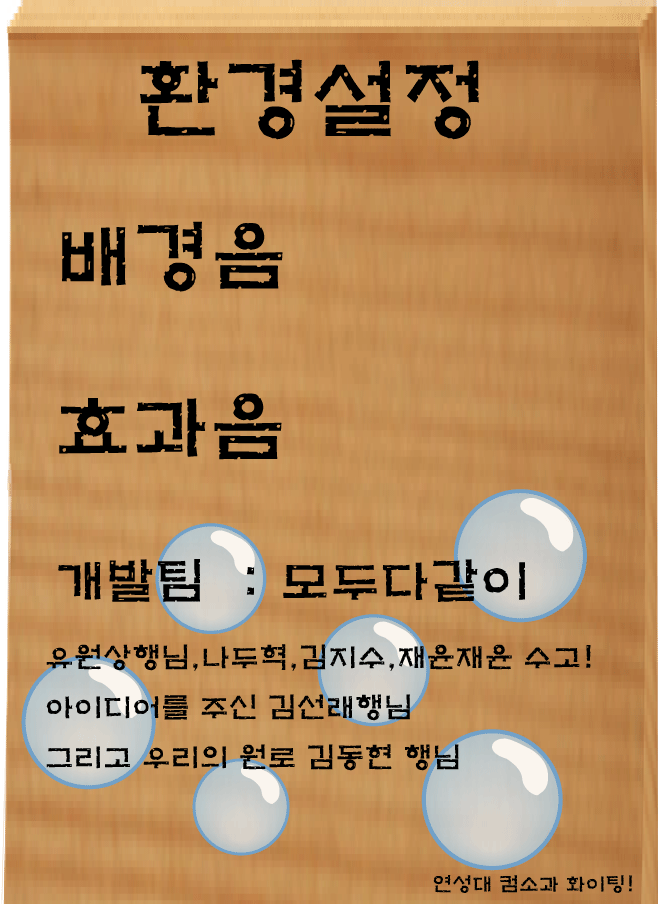 환경설정
배경음
효과음
개발팀 : 모두다같이
유원상행님,나두혁,김지수,재윤재윤 수고!
아이디어를 주신 김선래행님
그리고 우리의 원로 김동현 행님
연성대 컴소과 화이팅!